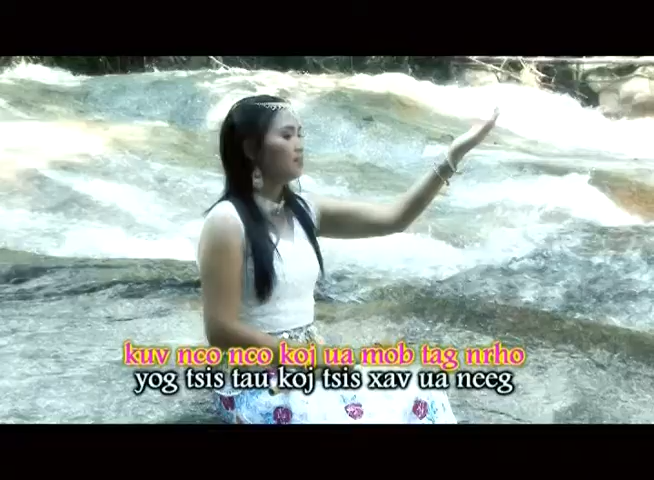 kuv nco nco koj ua mob tag nrho
yog tsis tau koj tsis xav ua neeg